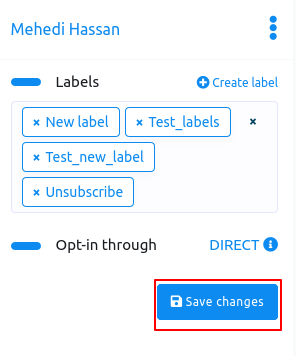 Mehedi Hassan
Labels Create label
× New label × Test_labels ×
× Test_new_label
× Unsubscribe
Opt-in through DIRECT
Save changes